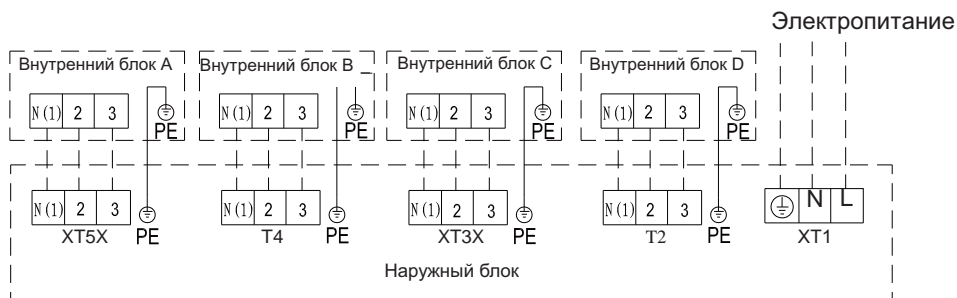 Электропитание
Внутренний блок A Внутренний блок B _ Внутренний блок C Внутренний блок D
N (1) 2 3 N (1) 2 3 N (1) 2 3 N (1) 2 3
PE PE PE PE
N (1) 2 3 N (1) 2 3 N (1) 2 3 N (1) 2 3 N L
XT5X PE T4 PE XT3X PE T2 PE XT1
Наружный блок